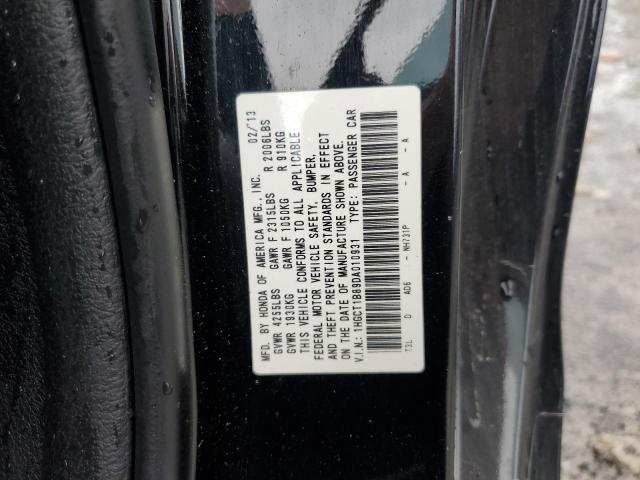 MFD. BY HONDA OF AMERICA MFG., INC. 02/'13
GVWR 4255LBS GAWR F 2315LBS R 2006LBS
GVWR 1930KG GAWR F 1050KG R 910KG
THIS VEHICLE CONFORMS TO ALL APPLICABLE
FEDERAL MOTOR VEHICLE SAFETY, BUMPER,
AND THEFT PREVENTION STANDARDS IN EFFECT
ON THE DATE OF MANUFACTURE SHOWN ABOVE.
V.I.N.: 1HGCT1B89DA010931 TYPE: PASSENGER CAR
T3L D AD6 - NH731P - A - A